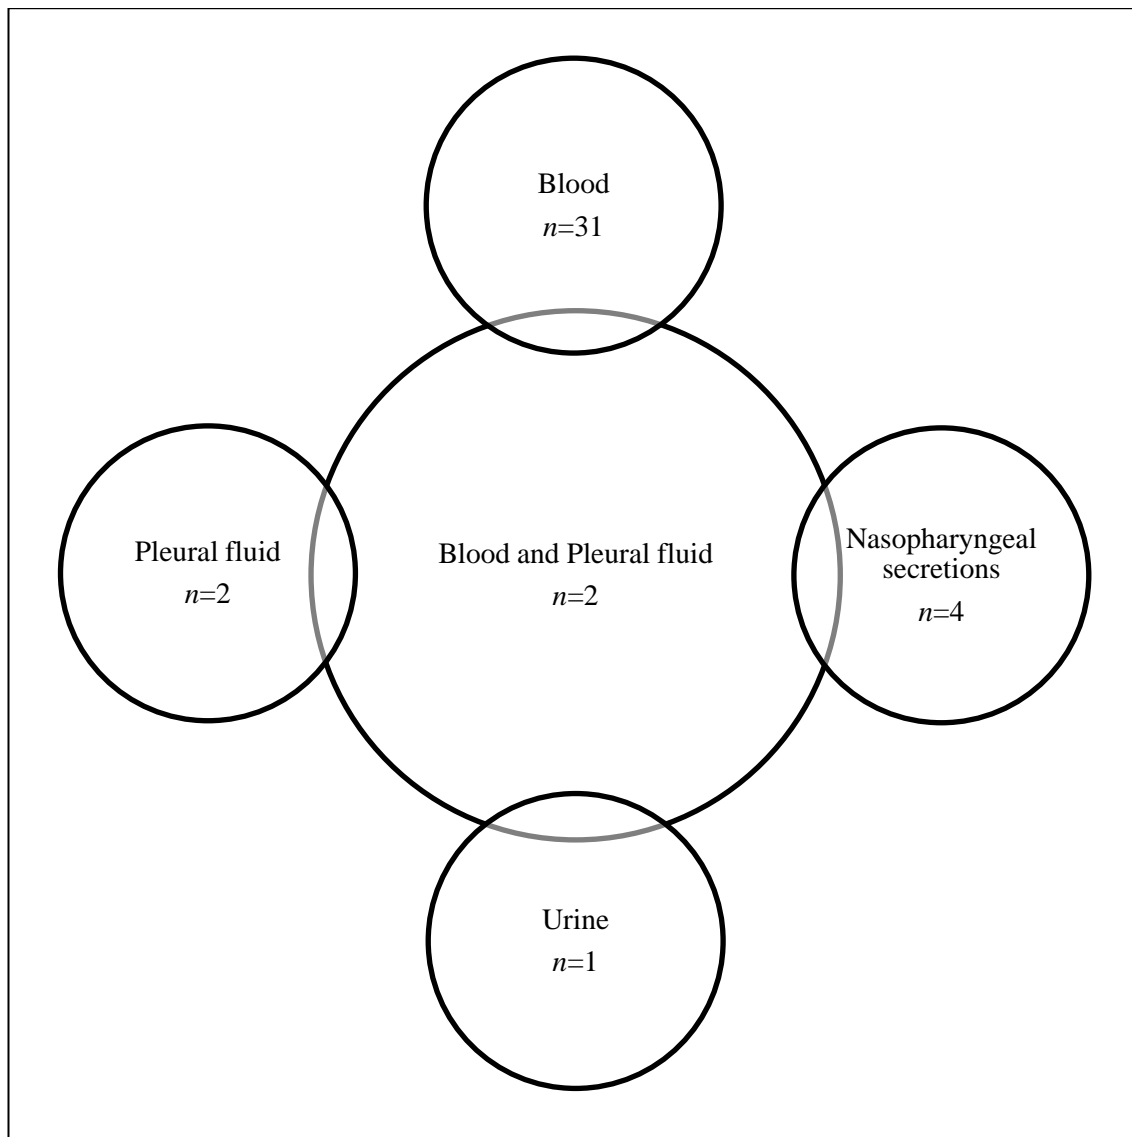 Blood
n=31
Pleural fluid
n=2
Blood and Pleural fluid
n=2
Nasopharyngeal
secretions
n=4
Urine
n=1